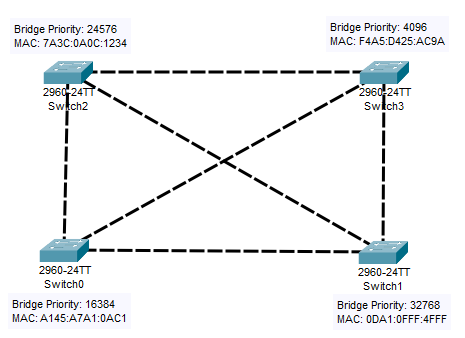 Bridge Priority: 24576
MAC: 7A3C:0A0C:1234
2960-24TT
Switch2
Bridge Priority: 4096
MAC: F4A5:D425:AC9A
2960-24TT
Switch3
2960-24TT
Switch0
Bridge Priority: 16384
MAC: A145:A7A1:0AC1
2960-24TT
Switch1
Bridge Priority: 32768
MAC: 0DA1:0FFF:4FFF